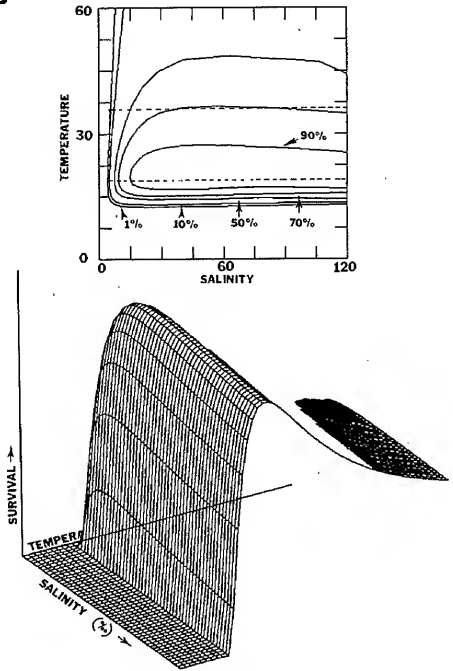 60
30
0
TEMPERATURE
90%
1%
10%
50%
70%
0
60
120
SALINITY
SURVIVAL →
TEMPERA
SALINITY (‰) →